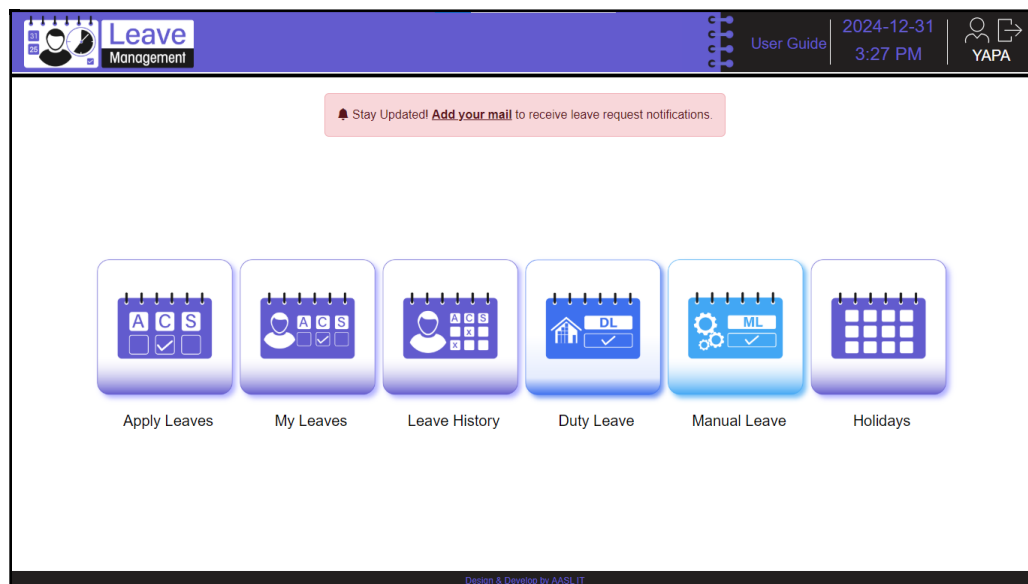 31
25
Leave
Management
User Guide
2024-12-31
3:27 PM
YAPA
Stay Updated! Add your mail to receive leave request notifications.
A C S
A C S
A C S
X
X
DL
ML
Apply Leaves
My Leaves
Leave History
Duty Leave
Manual Leave
Holidays
Design & Develop by AASL IT